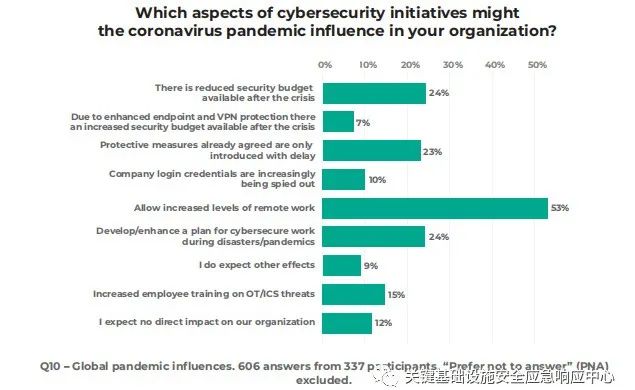 Which aspects of cybersecurity initiatives might
the coronavirus pandemic influence in your organization?
0% 10% 20% 30% 40% 50%
There is reduced security budget
available after the crisis
24%
Due to enhanced endpoint and VPN protection there
an increased security budget available after the crisis
7%
Protective measures already agreed are only
introduced with delay
23%
Company login credentials are increasingly
being spied out
10%
Allow increased levels of remote work
53%
Develop/enhance a plan for cybersecure work
during disasters/pandemics
24%
I do expect other effects
9%
Increased employee training on OT/ICS threats
15%
I expect no direct impact on our organization
12%
Q10 – Global pandemic influences. 606 answers from 337 participants. “Prefer not to answer” (PNA)
excluded.
关键基础设施安全应急响应中心